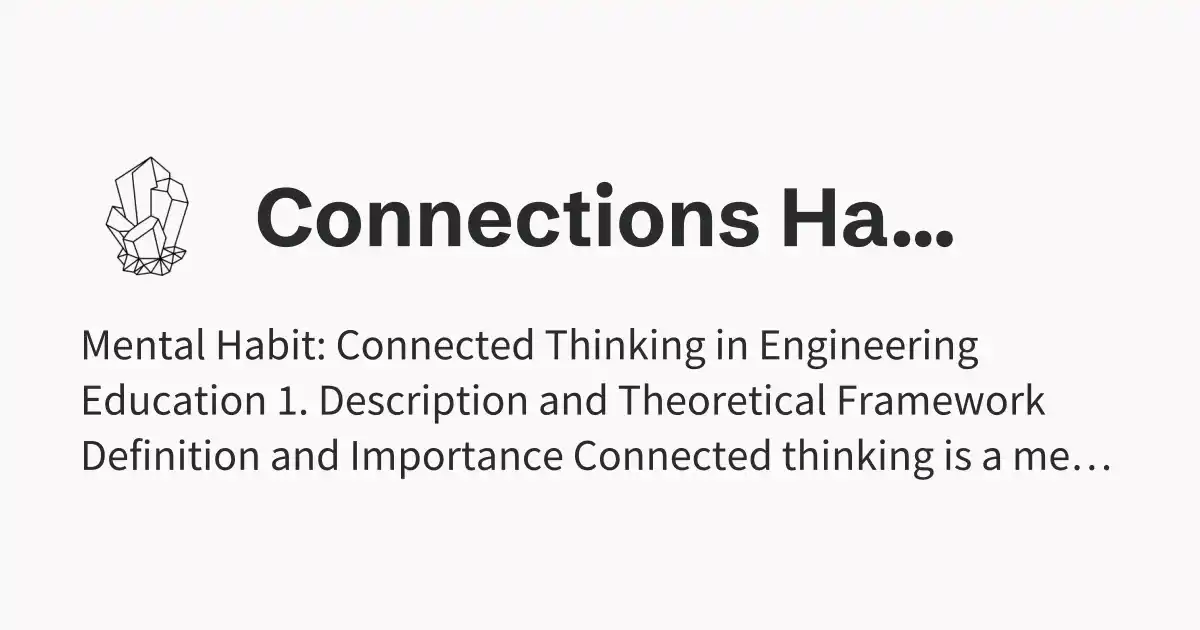 Connections Ha...
Mental Habit: Connected Thinking in Engineering
Education 1. Description and Theoretical Framework
Definition and Importance Connected thinking is a me…